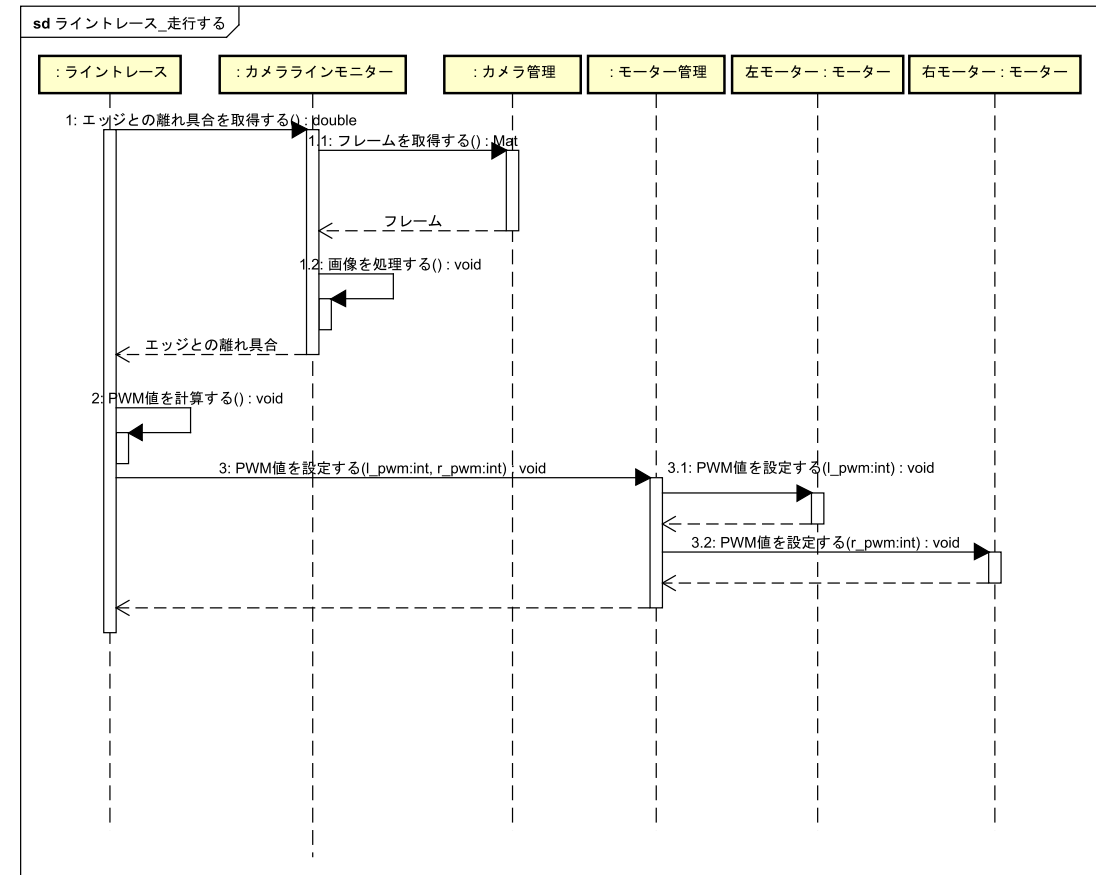 sd ライントレース_走行する
: ライントレース
: カメララインモニター
: カメラ管理
: モーター管理
左モーター : モーター
右モーター : モーター
1: エッジとの離れ具合を取得する() : double
1.1: フレームを取得する() : Mat
フレーム
1.2: 画像を処理する() : void
エッジとの離れ具合
2: PWM値を計算する() : void
3: PWM値を設定する(l_pwm:int, r_pwm:int) : void
3.1: PWM値を設定する(l_pwm:int) : void
3.2: PWM値を設定する(r_pwm:int) : void